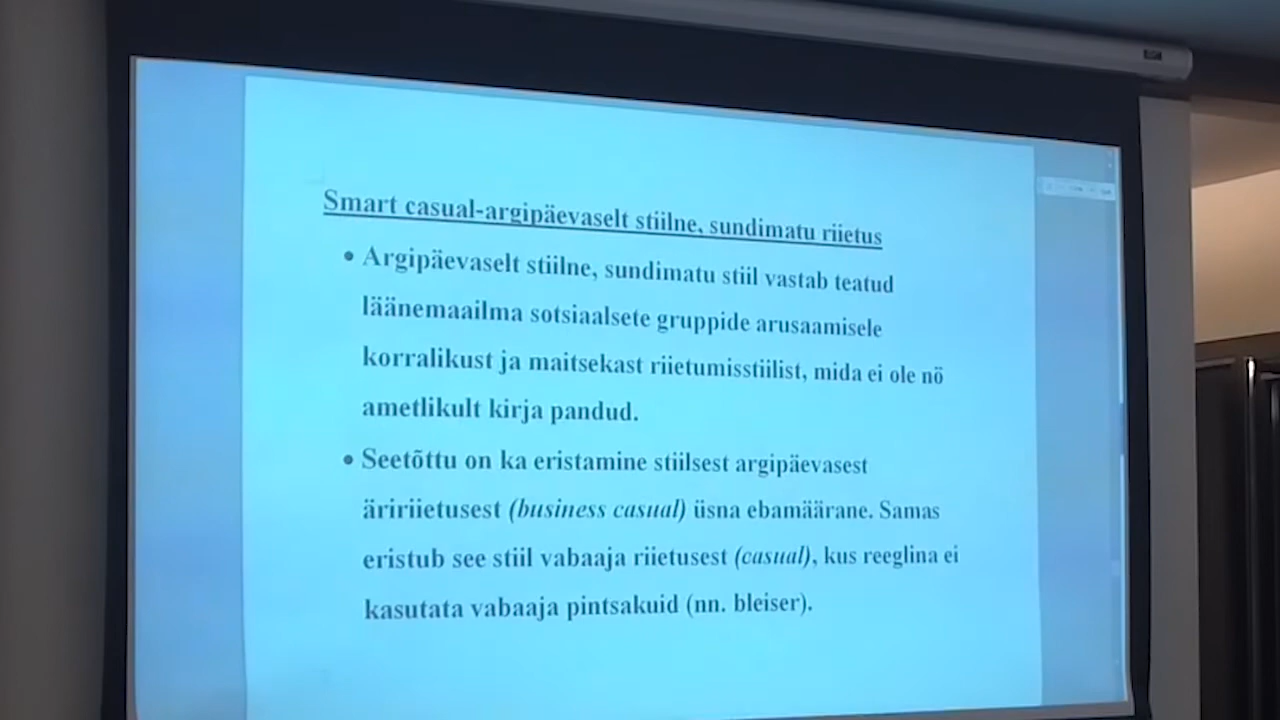 Smart casual-argipäevaselt stiilne, sundimatu riietus
• Argipäevaselt stiilne, sundimatu stiil vastab teatud
läänemaailma sotsiaalsete gruppide arusaamisele
korralikust ja maitsekast riietumisstiilist, mida ei ole nö
ametlikult kirja pandud.
• Seetõttu on ka eristamine stiilsest argipäevasest
äririietusest (business casual) üsna ebamäärane. Samas
eristub see stiil vabaaja riietusest (casual), kus reeglina ei
kasutata vabaaja pintsakuid (nn. bleiser).